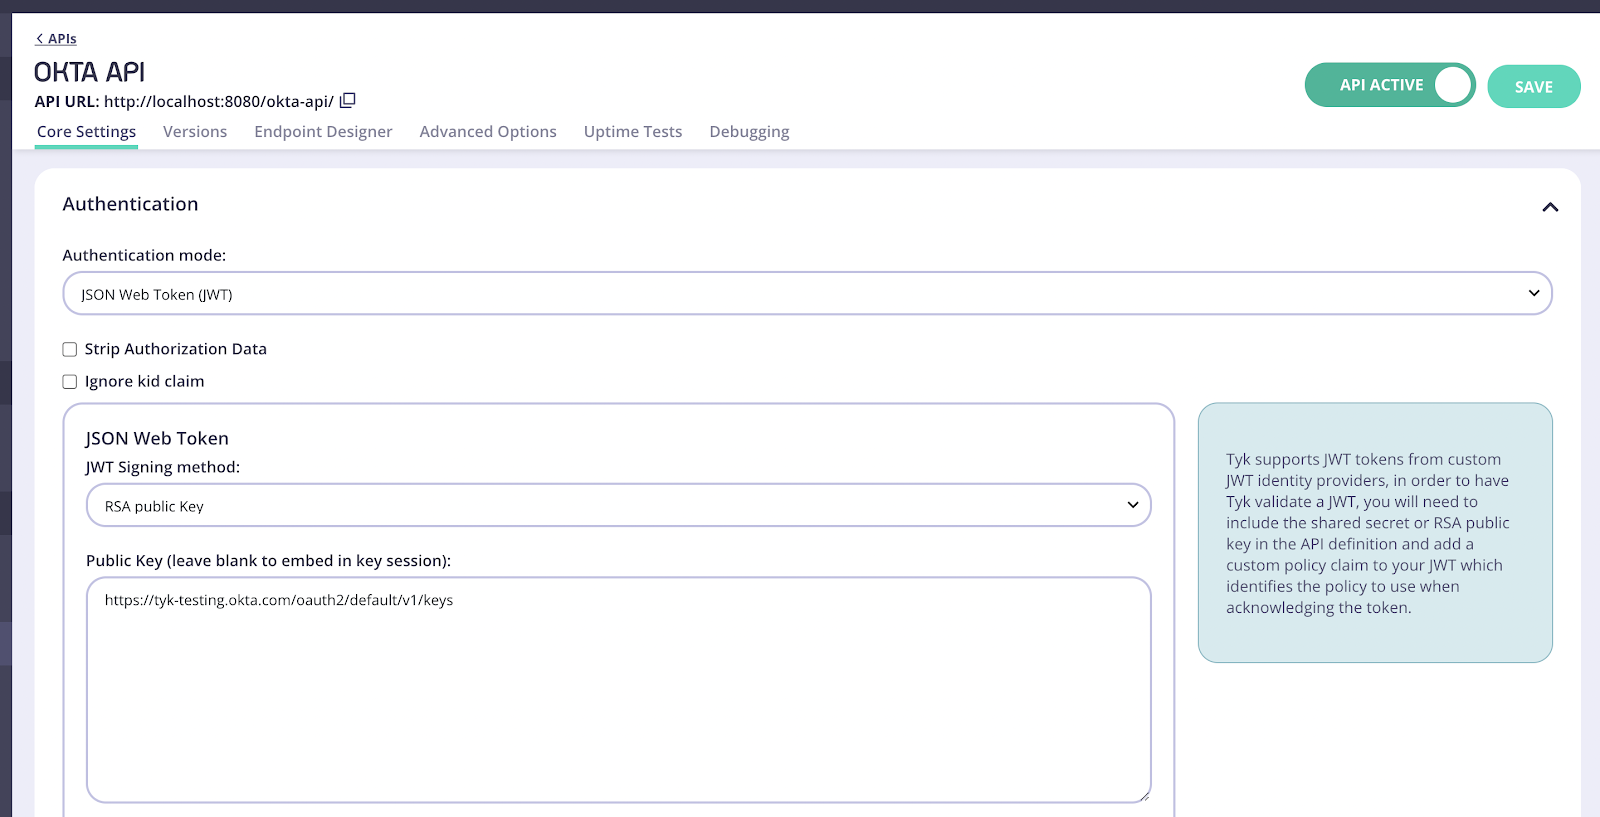 APIs
OKTA API
API URL: http://localhost:8080/okta-api/
API ACTIVE
SAVE
Core Settings Versions Endpoint Designer Advanced Options Uptime Tests Debugging
Authentication
Authentication mode:
JSON Web Token (JWT)
Strip Authorization Data
Ignore kid claim
JSON Web Token
JWT Signing method:
RSA public Key
Public Key (leave blank to embed in key session):
https://tyk-testing.okta.com/oauth2/default/v1/keys
Tyk supports JWT tokens from custom
JWT identity providers, in order to have
Tyk validate a JWT, you will need to
include the shared secret or RSA public
key in the API definition and add a
custom policy claim to your JWT which
identifies the policy to use when
acknowledging the token.